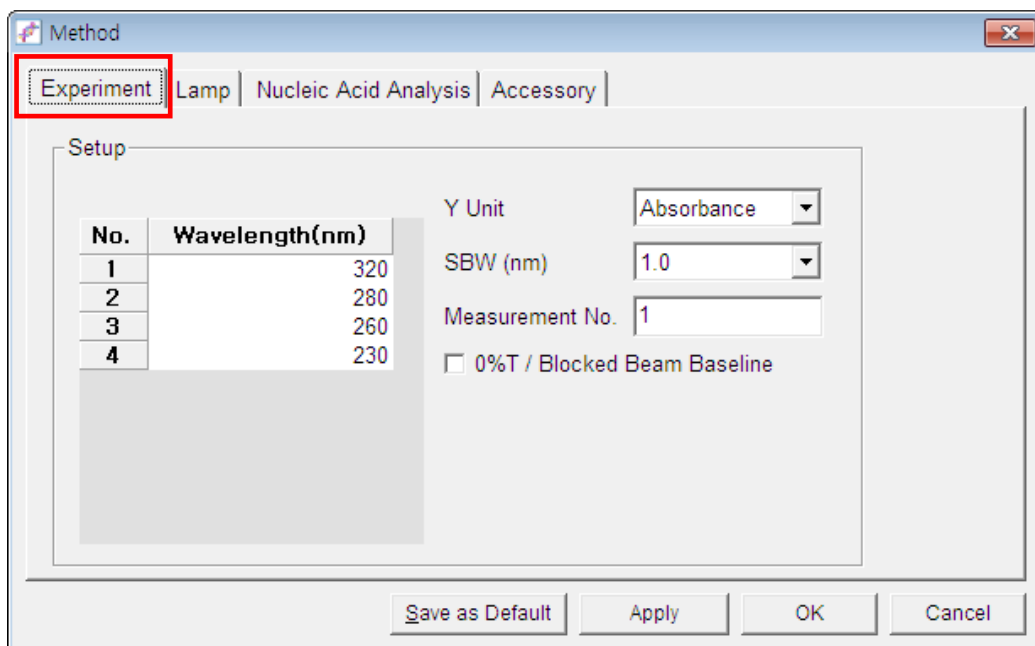 Method
Experiment Lamp Nucleic Acid Analysis Accessory
Setup
No. Wavelength(nm)
1 320
2 280
3 260
4 230
Y Unit Absorbance
SBW (nm) 1.0
Measurement No. 1
0%T / Blocked Beam Baseline
Save as Default Apply OK Cancel